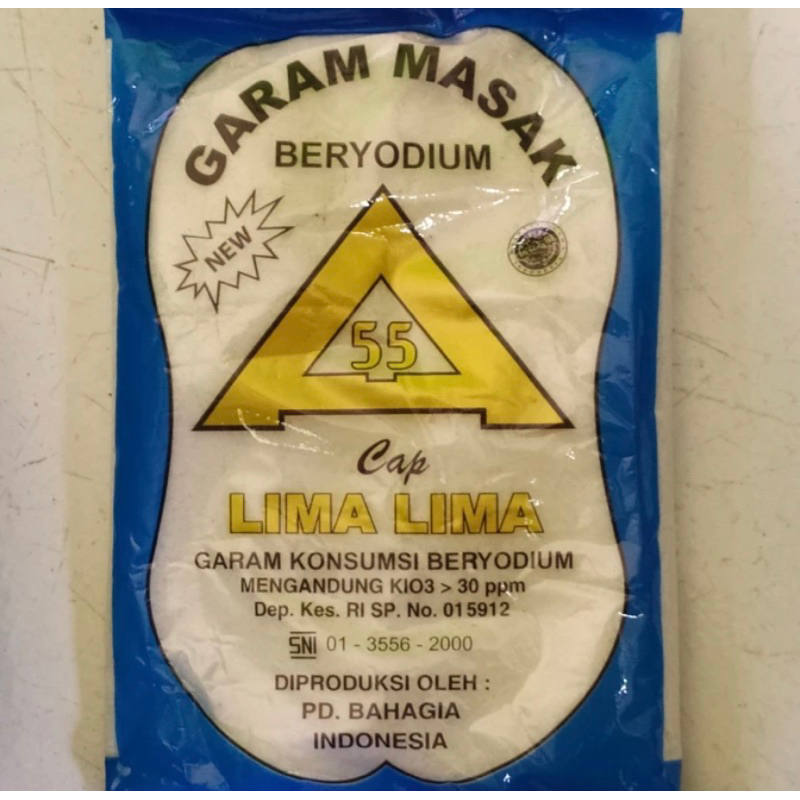 GARAM MASAK
BERYODIUM
NEW
55
Cap
LIMA LIMA
GARAM KONSUMSI BERYODIUM
MENGANDUNG KIO3 > 30 ppm
Dep. Kes. RI SP. No. 015912
SNI 01 - 3556 - 2000
DIPRODUKSI OLEH :
PD. BAHAGIA
INDONESIA